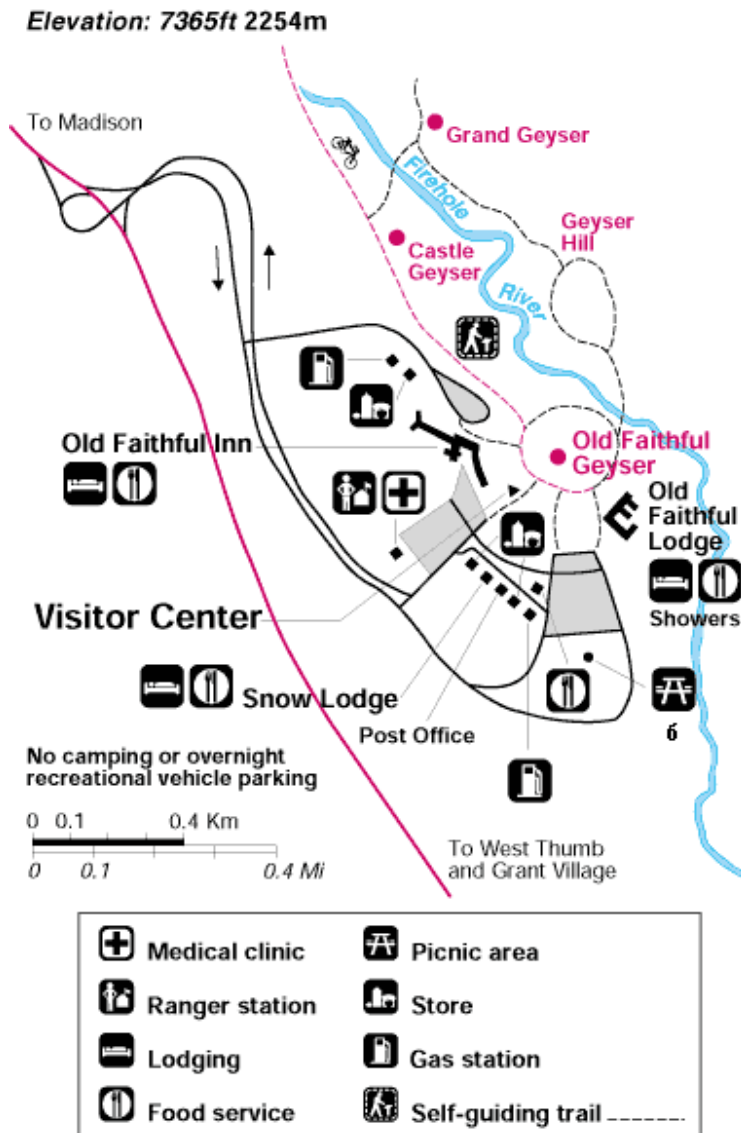 Elevation: 7365ft 2254m
To Madison
Grand Geyser
Firehole
River
Geyser
Hill
Castle
Geyser
Old Faithful Inn
Old Faithful
Geyser
Old
Faithful
Lodge
Showers
Visitor Center
Snow Lodge
Post Office
6
No camping or overnight
recreational vehicle parking
0 0.1 0.4 Km
0 0.1 0.4 Mi
To West Thumb
and Grant Village
Medical clinic
Picnic area
Ranger station
Store
Lodging
Gas station
Food service
Self-guiding trail